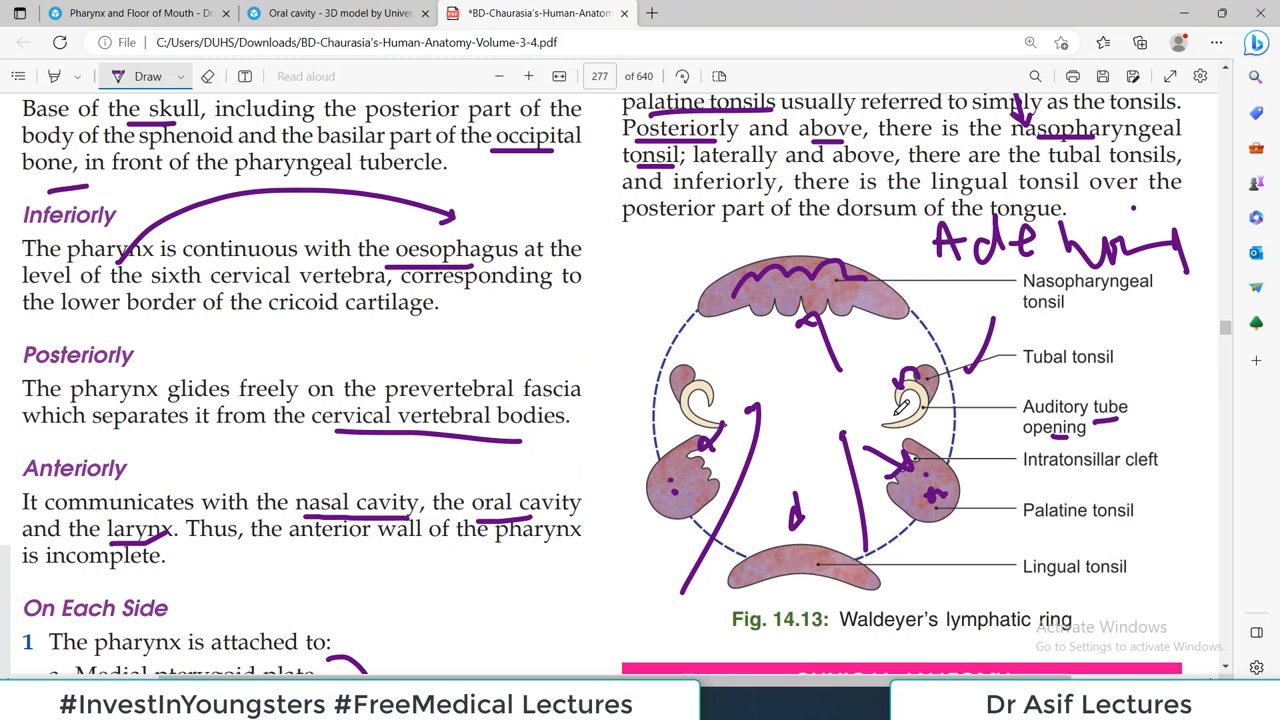 Pharynx and Floor of Mouth - Do
Oral cavity - 3D model by Univer
*BD-Chaurasia's-Human-Anatom
File
C:/Users/DUHS/Downloads/BD-Chaurasia's-Human-Anatomy-Volume-3-4.pdf
Draw
Read aloud
277 of 640
Base of the skull, including the posterior part of the
body of the sphenoid and the basilar part of the occipital
bone, in front of the pharyngeal tubercle.
Inferiorly
The pharynx is continuous with the oesophagus at the
level of the sixth cervical vertebra, corresponding to
the lower border of the cricoid cartilage.
Posteriorly
The pharynx glides freely on the prevertebral fascia
which separates it from the cervical vertebral bodies.
Anteriorly
It communicates with the nasal cavity, the oral cavity
and the larynx. Thus, the anterior wall of the pharynx
is incomplete.
On Each Side
1 The pharynx is attached to:
a. Medial pterygoid plate
palatine tonsils usually referred to simply as the tonsils.
Posteriorly and above, there is the nasopharyngeal
tonsil; laterally and above, there are the tubal tonsils,
and inferiorly, there is the lingual tonsil over the
posterior part of the dorsum of the tongue.
Nasopharyngeal
tonsil
Tubal tonsil
Auditory tube
opening
Intratonsillar cleft
Palatine tonsil
Lingual tonsil
Fig. 14.13: Waldeyer's lymphatic ring
Activate Windows
Go to Settings to activate Windows.
#InvestInYoungsters #FreeMedical Lectures
Dr Asif Lectures